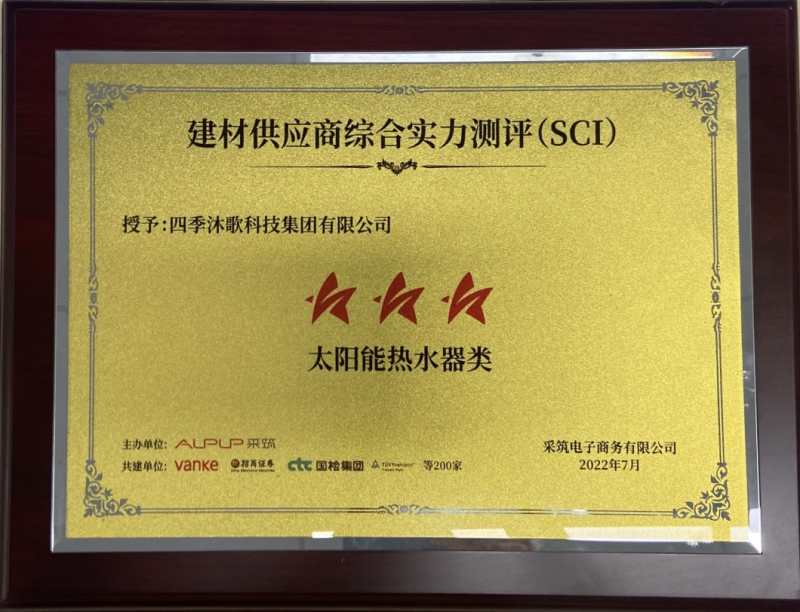 建材供应商综合实力测评(SCI)
授予:四季沐歌科技集团有限公司
太阳能热水器类
主办单位: AUPUP 采筑
共建单位: vanke 招商证券 ctc 国检集团 TÜVRheinland 等200家
采筑电子商务有限公司
2022年7月